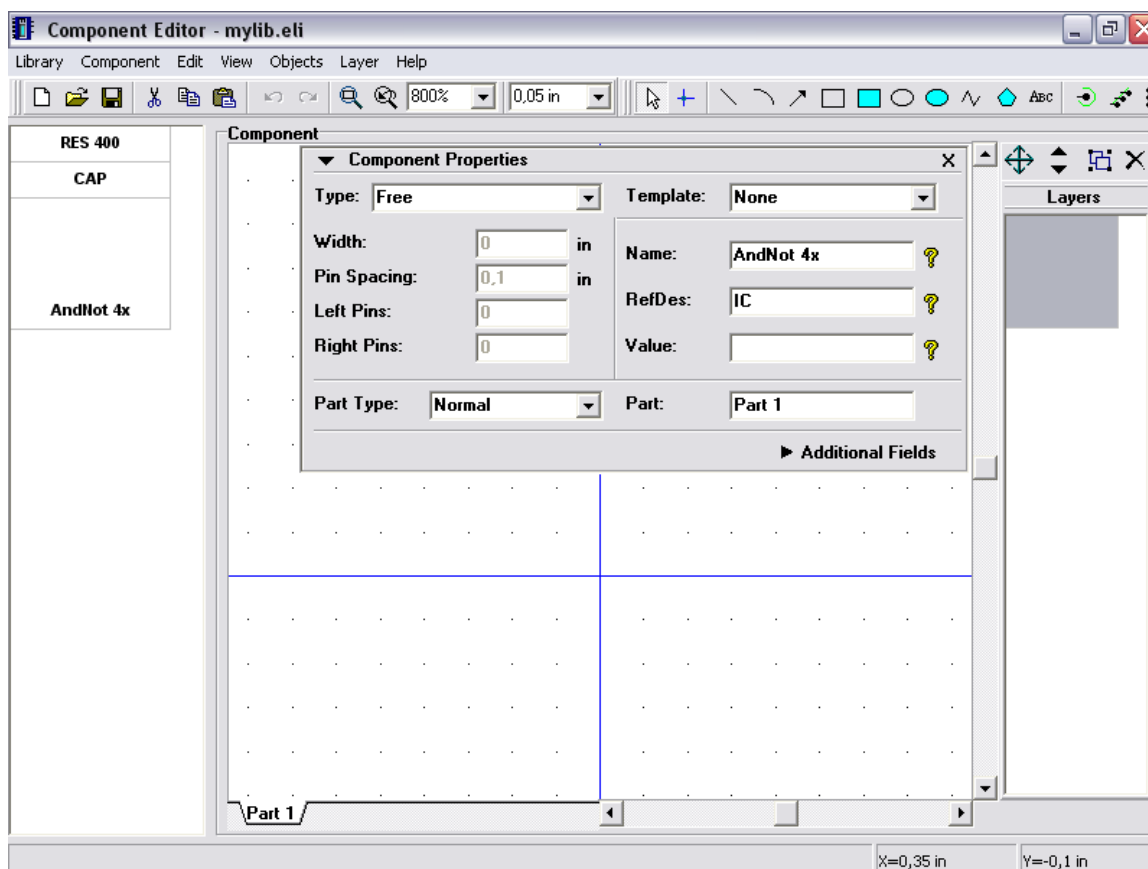 Component Editor - mylib.eli
Library Component Edit View Objects Layer Help
800% 0,05 in ABC
RES 400
CAP
AndNot 4x
Component
Component Properties X
Type: Free Template: None
Width: 0 in
Pin Spacing: 0,1 in
Left Pins: 0
Right Pins: 0
Name: AndNot 4x ?
RefDes: IC ?
Value: ?
Part Type: Normal Part: Part 1
Additional Fields
Layers
Part 1
X=0,35 in Y=-0,1 in